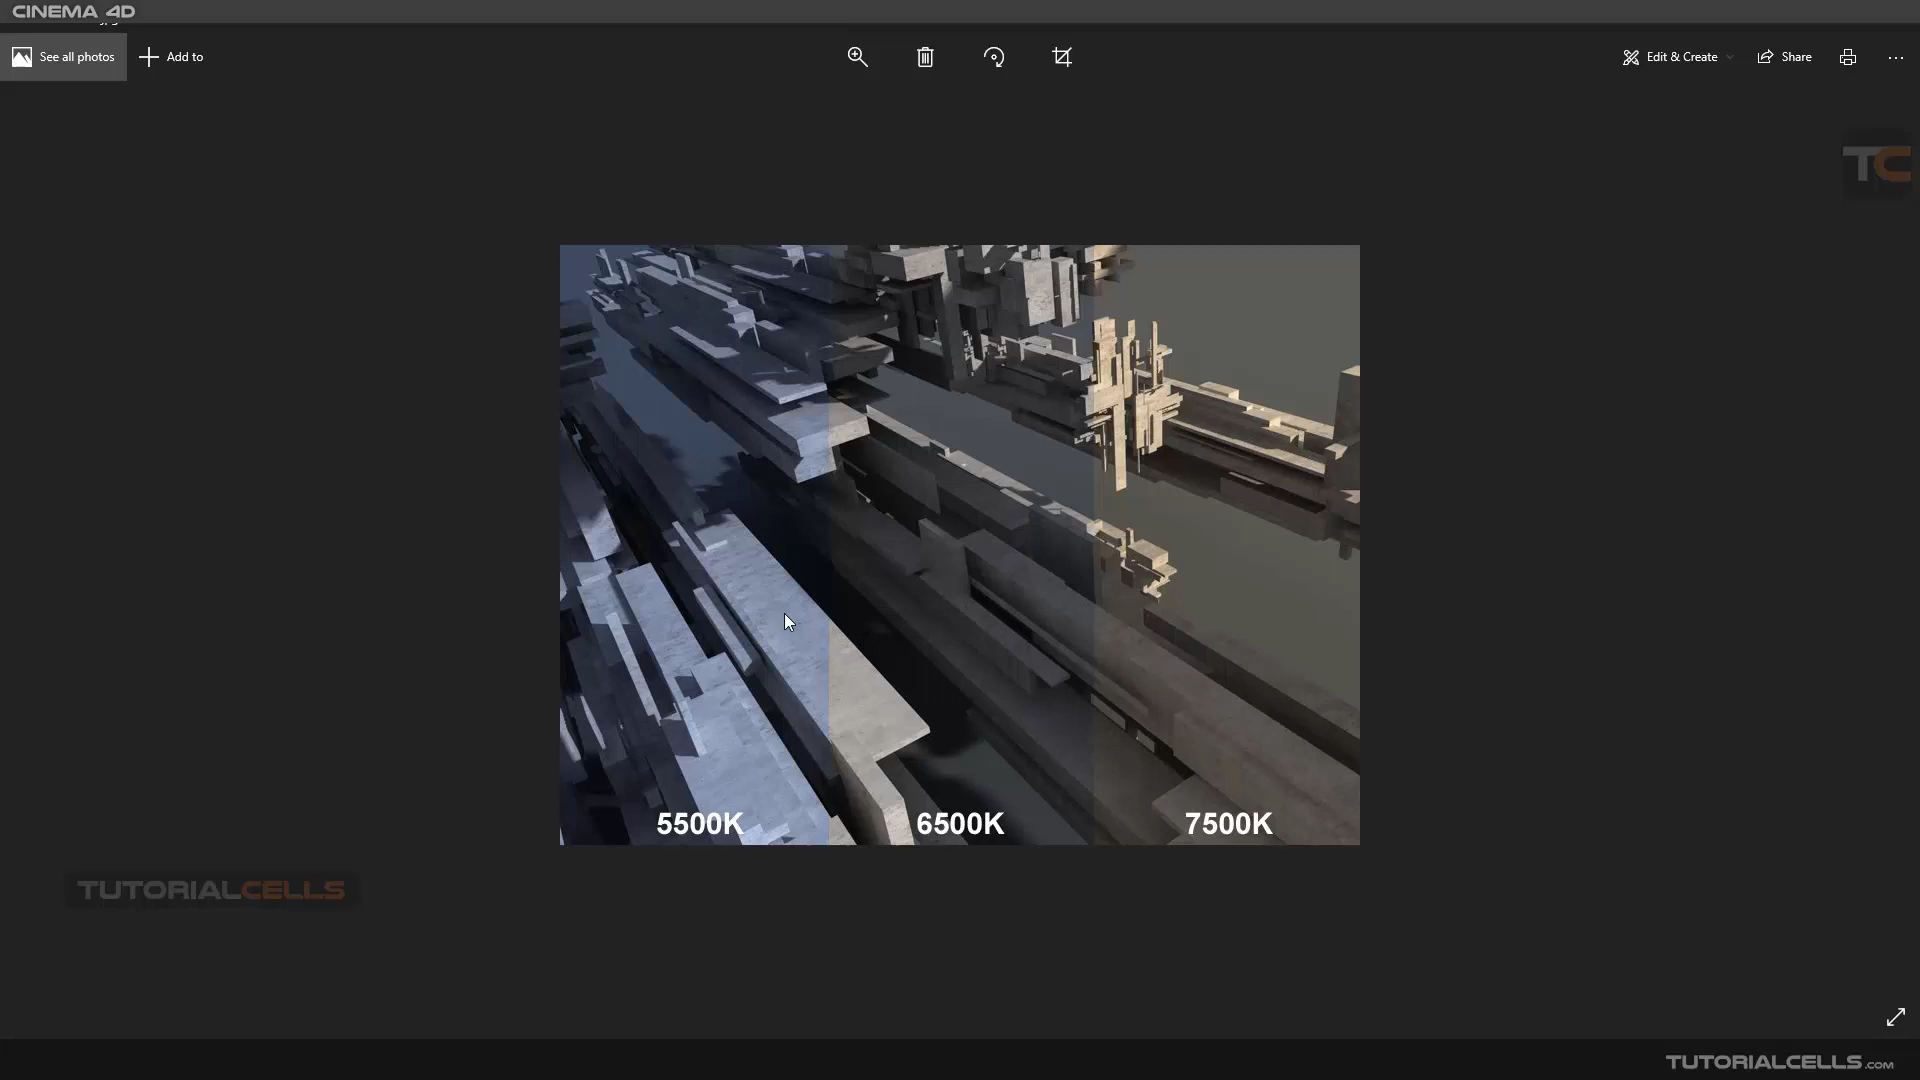 CINEMA 4D
See all photos
Add to
Edit & Create
Share
TC
5500K
6500K
7500K
TUTORIALCELLS
TUTORIALCELLS.COM